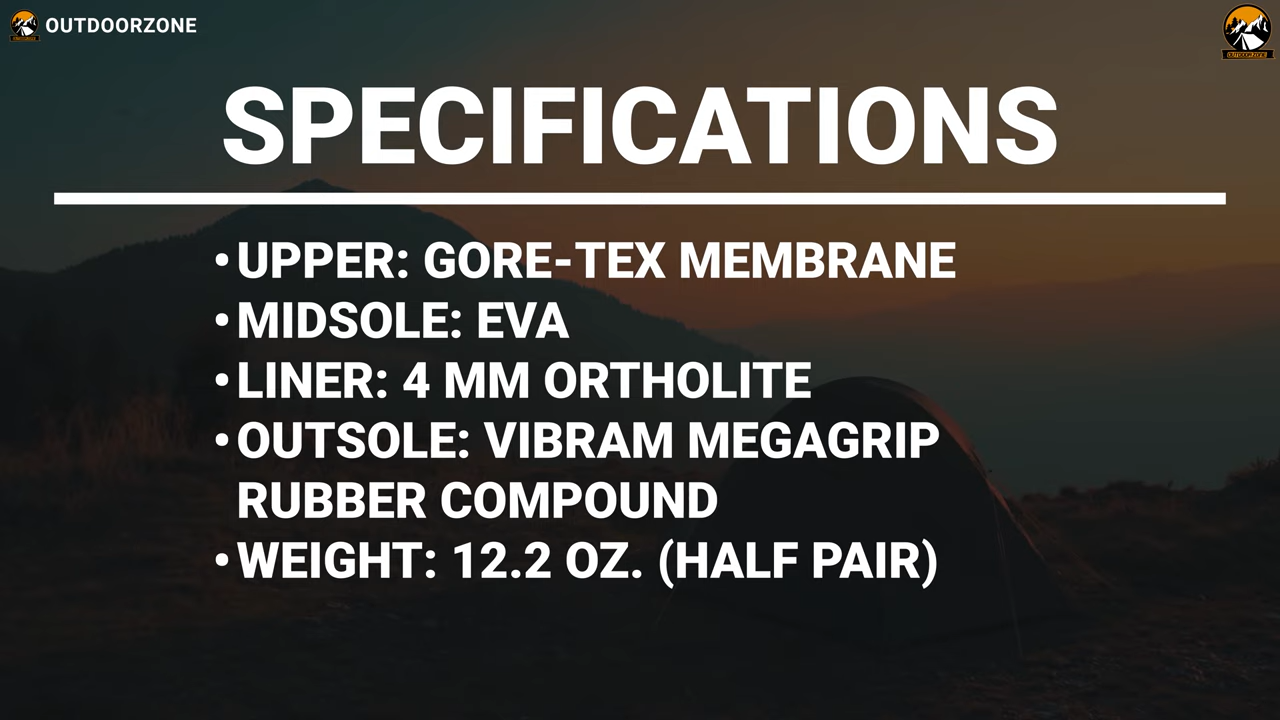 OUTDOORZONE
OUTDOORZONE
SPECIFICATIONS
•UPPER: GORE-TEX MEMBRANE
•MIDSOLE: EVA
•LINER: 4 MM ORTHOLITE
•OUTSOLE: VIBRAM MEGAGRIP
RUBBER COMPOUND
•WEIGHT: 12.2 OZ. (HALF PAIR)